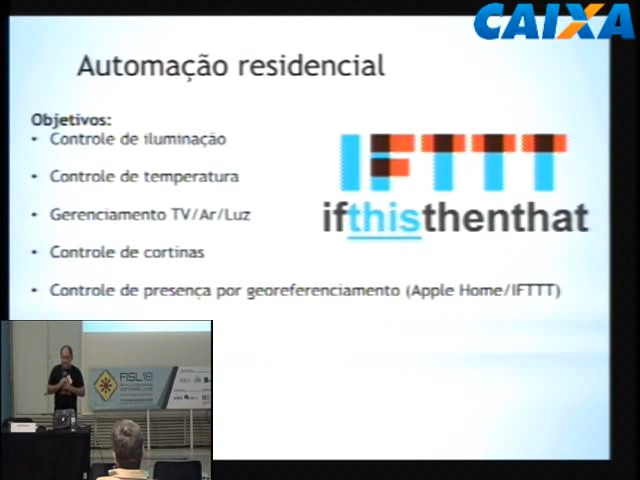 CAIXA
Automação residencial
Objetivos:
• Controle de iluminação
• Controle de temperatura
• Gerenciamento TV/Ar/Luz
• Controle de cortinas
• Controle de presença por georeferenciamento (Apple Home/IFTTT)
IFTTT
ifthisthenthat
FISL18